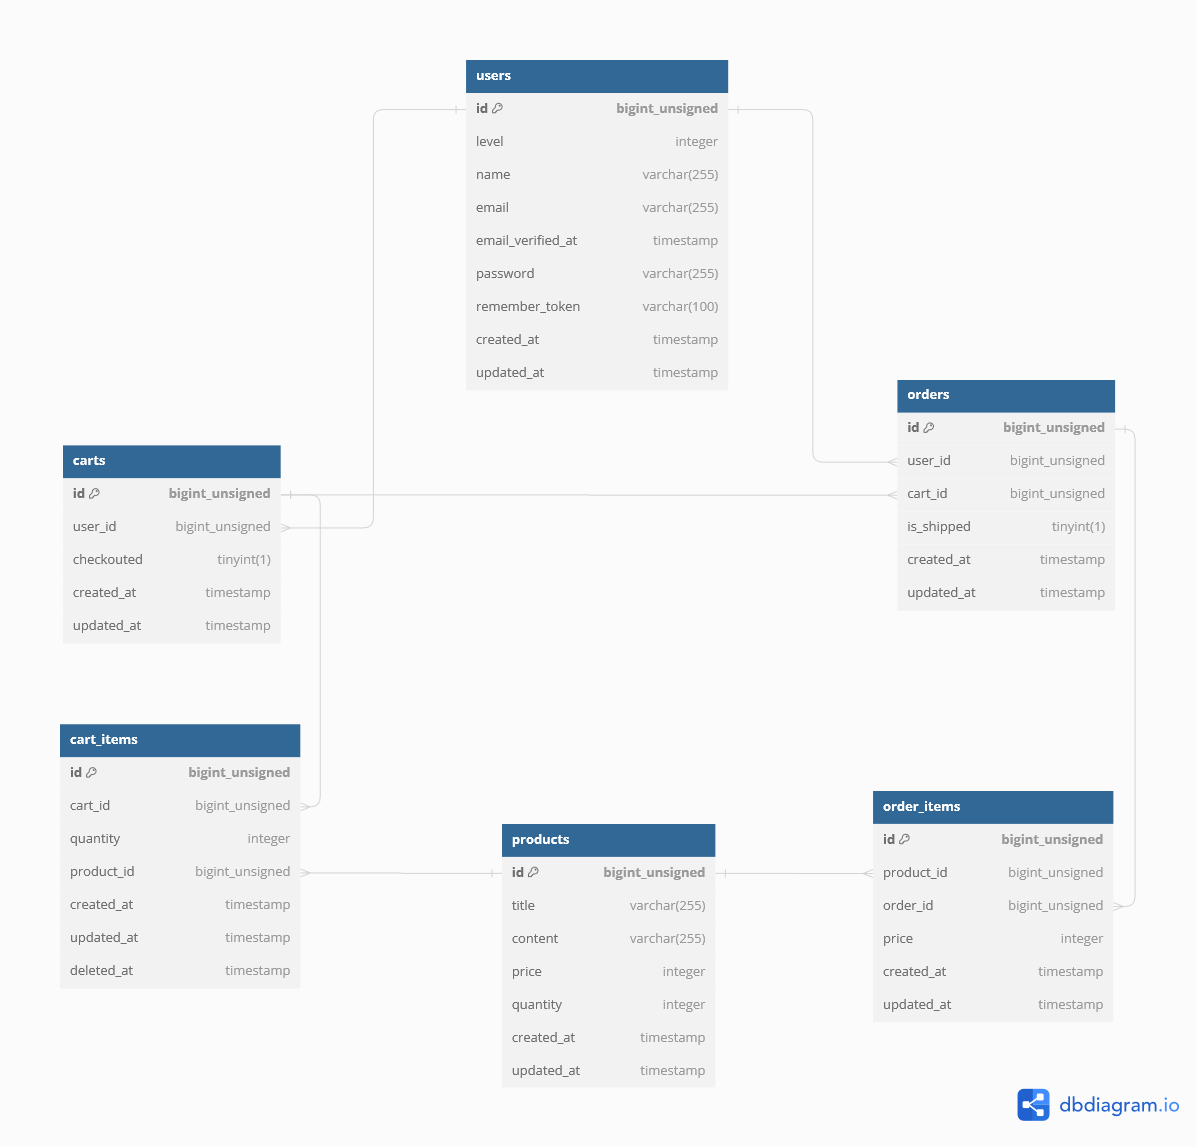 users
id bigint_unsigned
level integer
name varchar(255)
email varchar(255)
email_verified_at timestamp
password varchar(255)
remember_token varchar(100)
created_at timestamp
updated_at timestamp
orders
id bigint_unsigned
user_id bigint_unsigned
cart_id bigint_unsigned
is_shipped tinyint(1)
created_at timestamp
updated_at timestamp
carts
id bigint_unsigned
user_id bigint_unsigned
checkouted tinyint(1)
created_at timestamp
updated_at timestamp
cart_items
id bigint_unsigned
cart_id bigint_unsigned
quantity integer
product_id bigint_unsigned
created_at timestamp
updated_at timestamp
deleted_at timestamp
products
id bigint_unsigned
title varchar(255)
content varchar(255)
price integer
quantity integer
created_at timestamp
updated_at timestamp
order_items
id bigint_unsigned
product_id bigint_unsigned
order_id bigint_unsigned
price integer
created_at timestamp
updated_at timestamp
dbdiagram.io